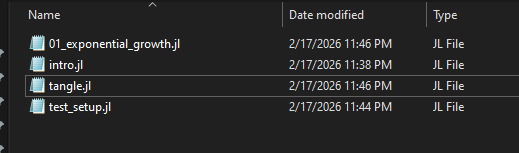 Name Date modified Type
01_exponential_growth.jl 2/17/2026 11:46 PM JL File
intro.jl 2/17/2026 11:38 PM JL File
tangle.jl 2/17/2026 11:46 PM JL File
test_setup.jl 2/17/2026 11:44 PM JL File